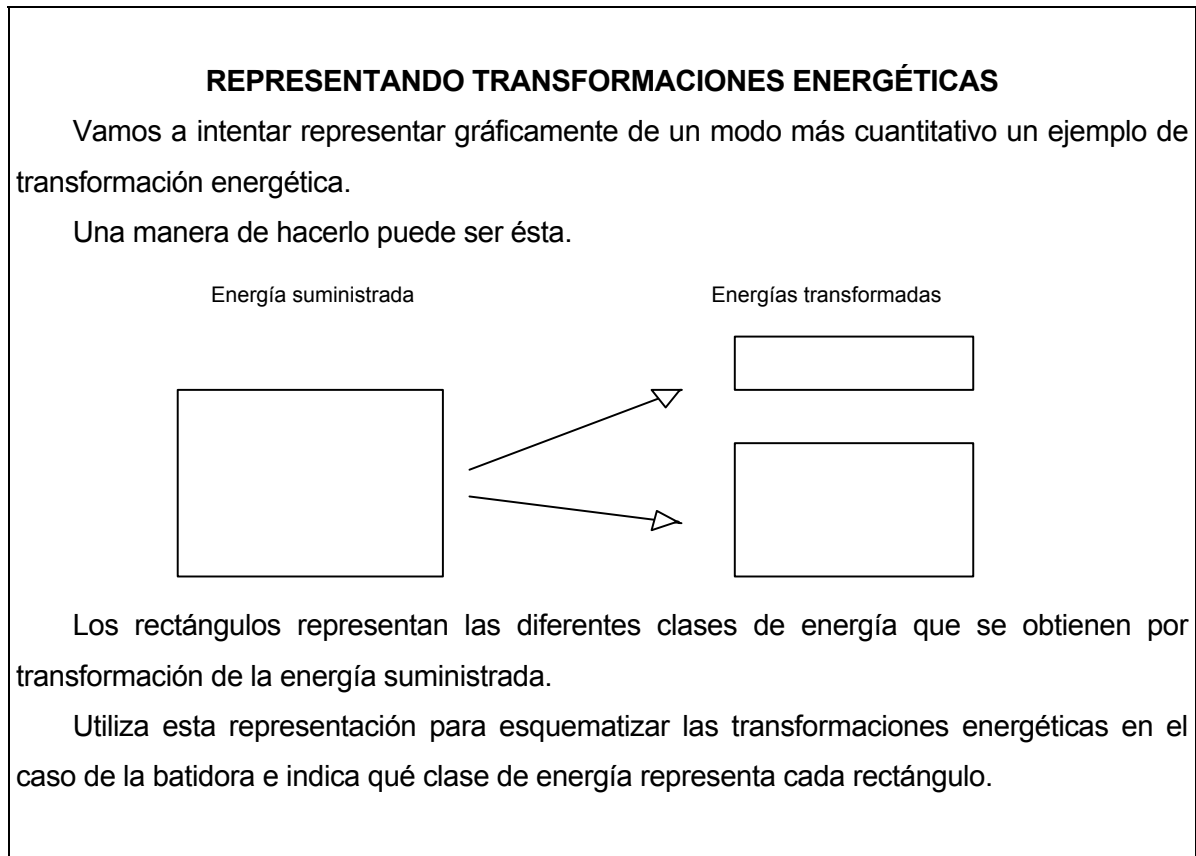 REPRESENTANDO TRANSFORMACIONES ENERGÉTICAS
Vamos a intentar representar gráficamente de un modo más cuantitativo un ejemplo de
transformación energética.
Una manera de hacerlo puede ser ésta.
Energía suministrada
Energías transformadas
Los rectángulos representan las diferentes clases de energía que se obtienen por
transformación de la energía suministrada.
Utiliza esta representación para esquematizar las transformaciones energéticas en el
caso de la batidora e indica qué clase de energía representa cada rectángulo.